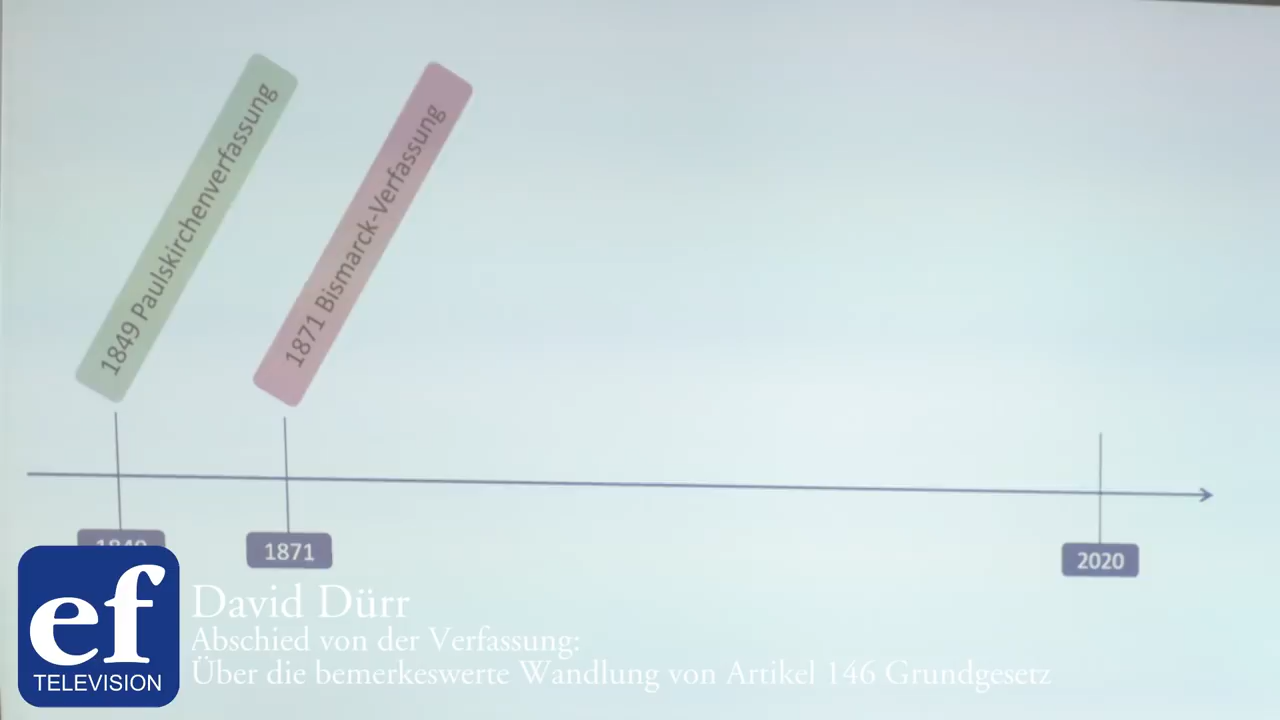 1849 Paulskirchenverfassung
1871 Bismarck-Verfassung
1849
1871
2020
ef
TELEVISION
David Dürr
Abschied von der Verfassung:
Über die bemerkeswerte Wandlung von Artikel 146 Grundgesetz